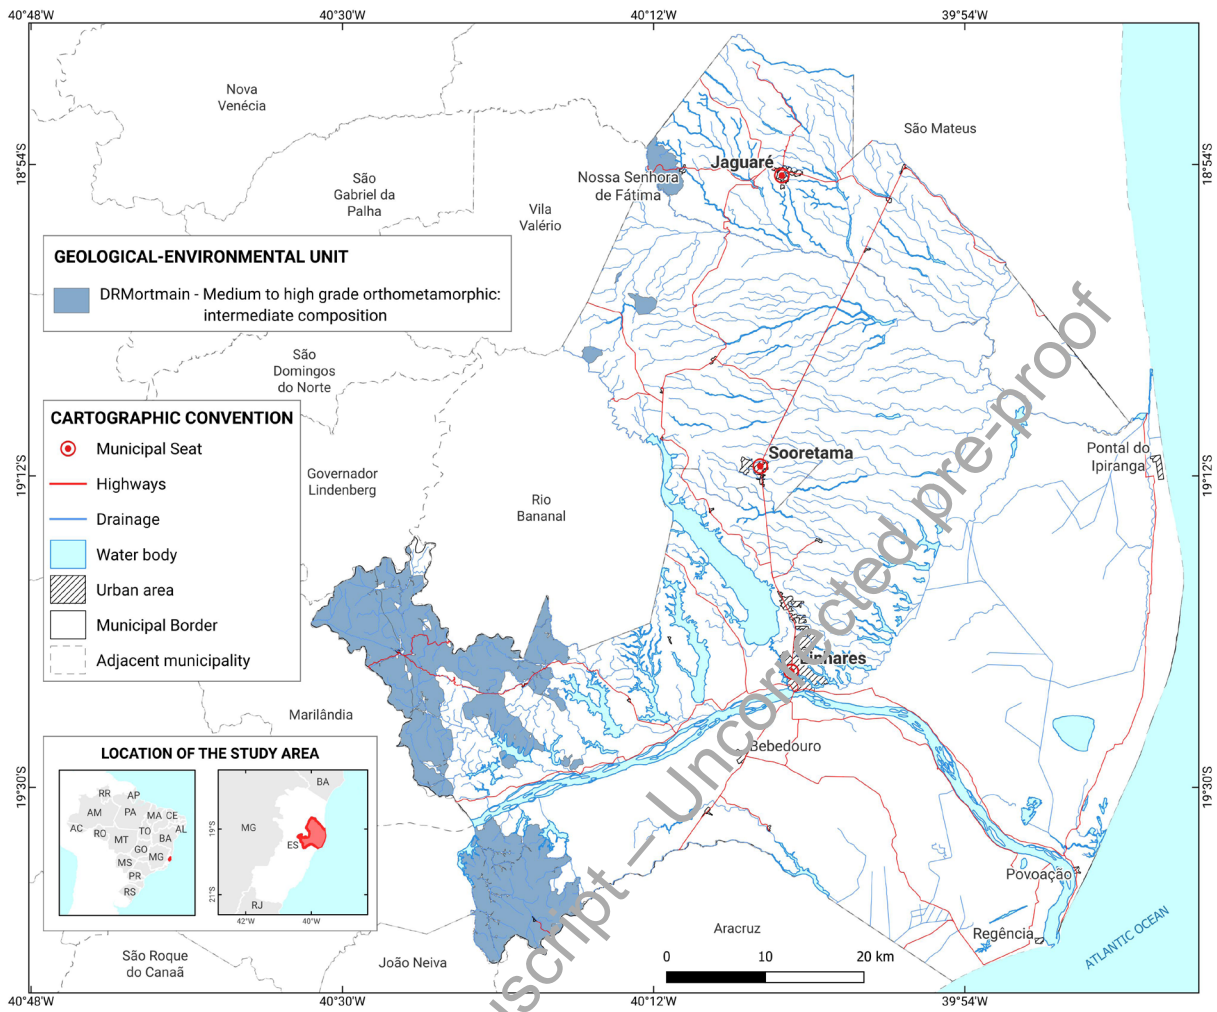 40°48'W
40°30'W
40°12'W
39°54'W
18°54'S
18°54'S
19°12'S
19°12'S
19°30'S
19°30'S
Nova
Venécia
São Mateus
Jaguaré
São
Gabriel da
Palha
Nossa Senhora
de Fátima
Vila
Valério
GEOLOGICAL-ENVIRONMENTAL UNIT
DRMortmain - Medium to high grade orthometamorphic:
intermediate composition
São
Domingos
do Norte
CARTOGRAPHIC CONVENTION
Municipal Seat
Highways
Drainage
Water body
Urban area
Municipal Border
Adjacent municipality
Governador
Lindenberg
Rio
Bananal
Sooretama
Pontal do
Ipiranga
Linhares
Marilândia
Bebedouro
LOCATION OF THE STUDY AREA
RR
AP
AM
PA
MA
CE
AC
RO
TO
AL
MT
BA
GO
MS
MG
PR
RS
BA
MG
19°S
ES
21°S
RJ
42°W
40°W
Povoação
Regência
Aracruz
ATLANTIC OCEAN
São Roque
do Canaã
João Neiva
0
10
20 km
uscript – Uncorrected pre-proof
40°48'W
40°30'W
40°12'W
39°54'W